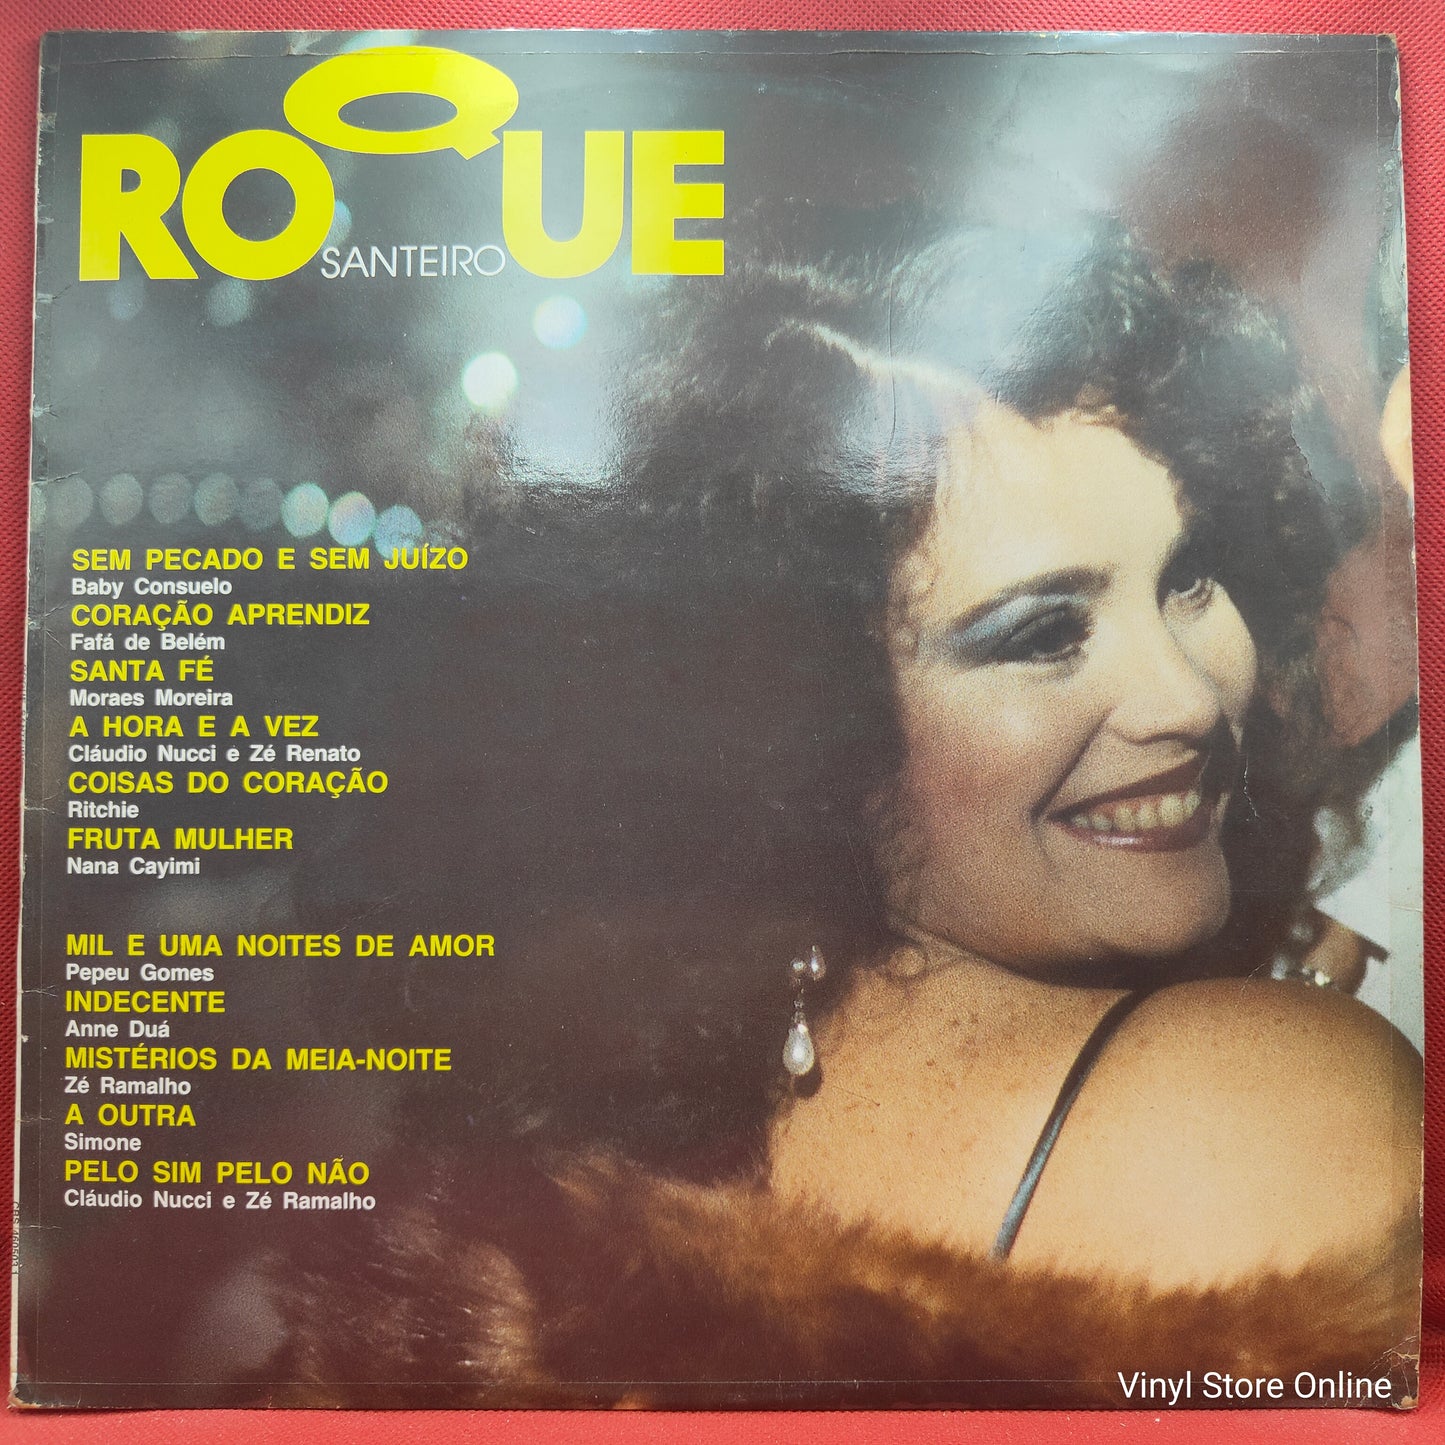 ROQUE
SANTEIRO
SEM PECADO E SEM JUÍZO
Baby Consuelo
CORAÇÃO APRENDIZ
Fafá de Belém
SANTA FÉ
Moraes Moreira
A HORA E A VEZ
Cláudio Nucci e Zé Renato
COISAS DO CORAÇÃO
Ritchie
FRUTA MULHER
Nana Cayimi
MIL E UMA NOITES DE AMOR
Pepeu Gomes
INDECENTE
Anne Duá
MISTÉRIOS DA MEIA-NOITE
Zé Ramalho
A OUTRA
Simone
PELO SIM PELO NÃO
Cláudio Nucci e Zé Ramalho
Vinyl Store Online